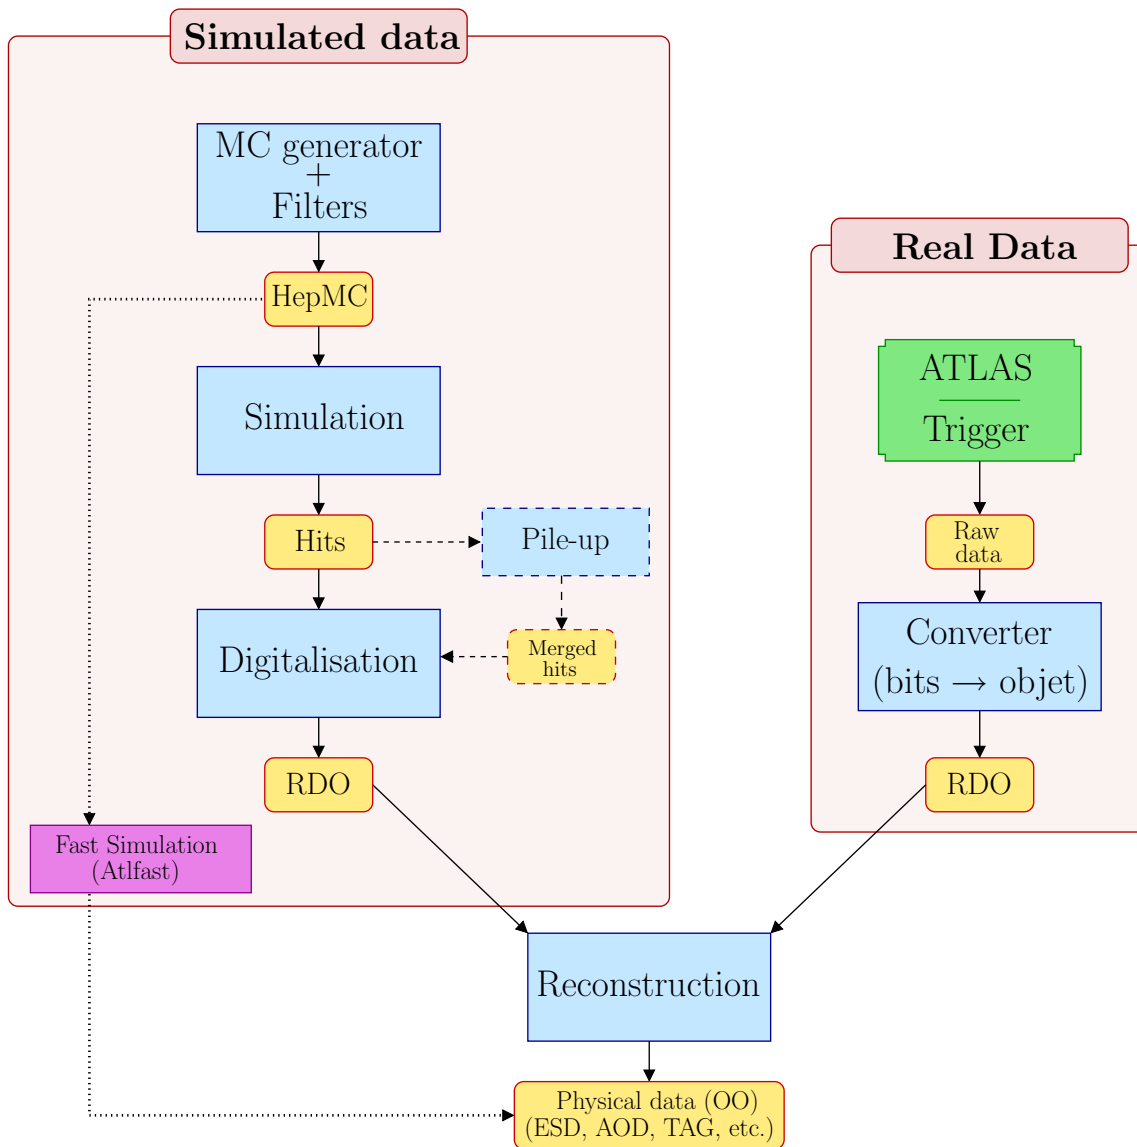 Simulated data
MC generator
+
Filters
HepMC
Simulation
Hits
Pile-up
Merged
hits
Digitalisation
RDO
Fast Simulation
(Atlfast)
Real Data
ATLAS
Trigger
Raw
data
Converter
(bits → objet)
RDO
Reconstruction
Physical data (OO)
(ESD, AOD, TAG, etc.)